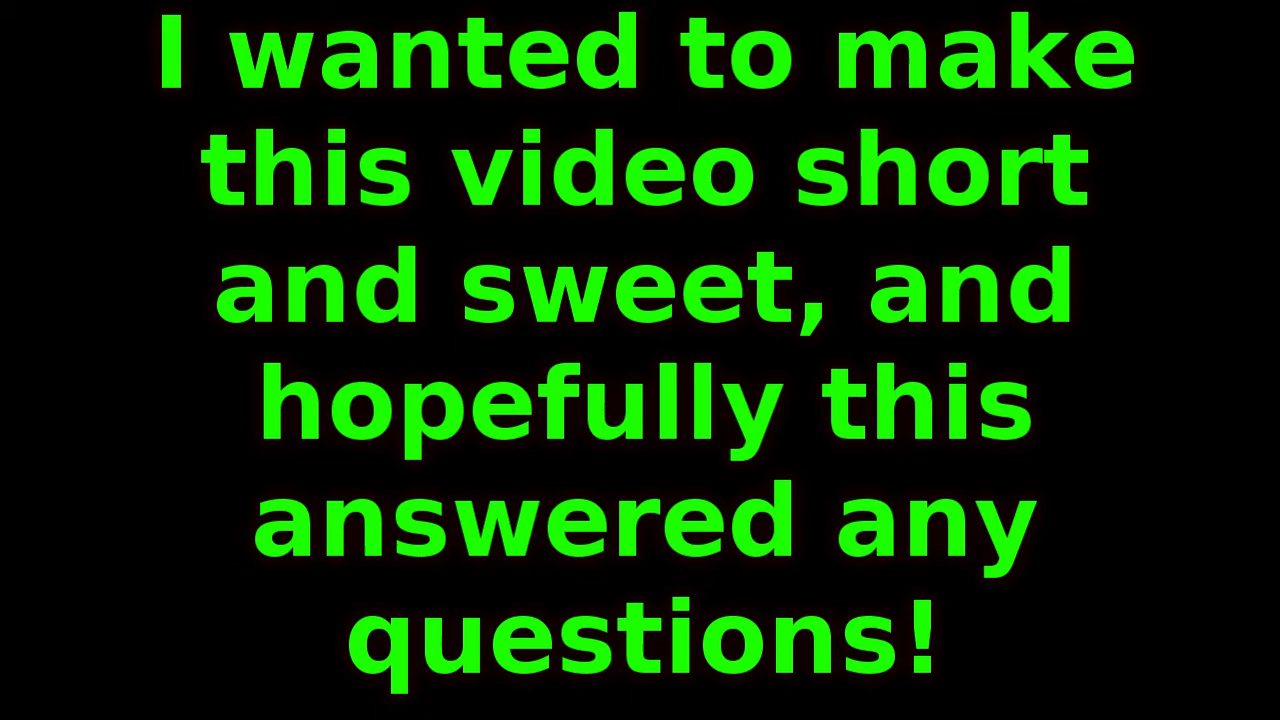 I wanted to make
this video short
and sweet, and
hopefully this
answered any
questions!